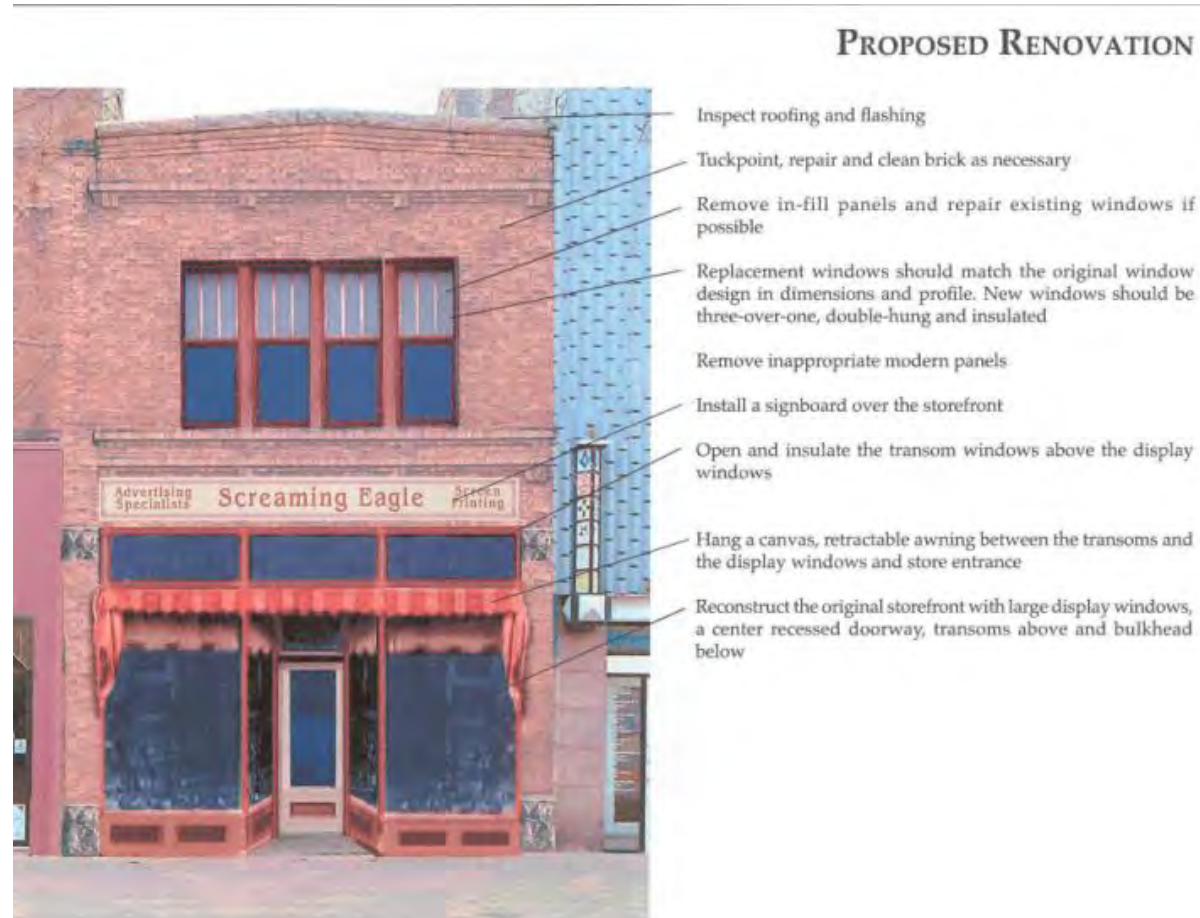 PROPOSED RENOVATION
Inspect roofing and flashing
Tuckpoint, repair and clean brick as necessary
Remove in-fill panels and repair existing windows if
possible
Replacement windows should match the original window
design in dimensions and profile. New windows should be
three-over-one, double-hung and insulated
Remove inappropriate modern panels
Install a signboard over the storefront
Open and insulate the transom windows above the display
windows
Hang a canvas, retractable awning between the transoms and
the display windows and store entrance
Reconstruct the original storefront with large display windows,
a center recessed doorway, transoms above and bulkhead
below
Advertising
Specialists
Screaming Eagle
Screen
Printing